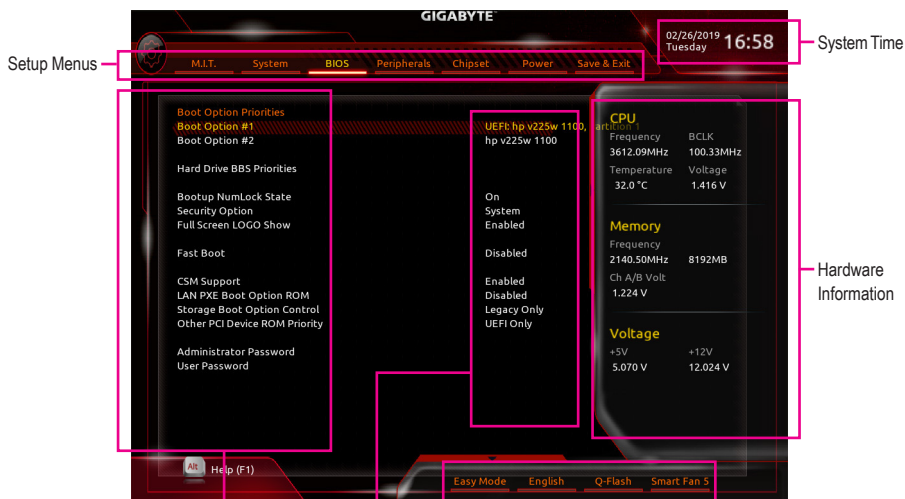 GIGABYTE™
02/26/2019
Tuesday
16:58
System Time
Setup Menus
M.I.T. System BIOS Peripherals Chipset Power Save & Exit
Boot Option Priorities
Boot Option #1 UEFI: hp v225w 1100, artition 1
Boot Option #2 hp v225w 1100
Hard Drive BBS Priorities
Bootup NumLock State On
Security Option System
Full Screen LOGO Show Enabled
Fast Boot Disabled
CSM Support Enabled
LAN PXE Boot Option ROM Disabled
Storage Boot Option Control Legacy Only
Other PCI Device ROM Priority UEFI Only
Administrator Password
User Password
CPU
Frequency BCLK
3612.09MHz 100.33MHz
Temperature Voltage
32.0 °C 1.416 V
Memory
Frequency
2140.50MHz 8192MB
Ch A/B Volt
1.224 V
Voltage
+5V +12V
5.070 V 12.024 V
Hardware
Information
Alt Help (F1)
Easy Mode English Q-Flash Smart Fan 5